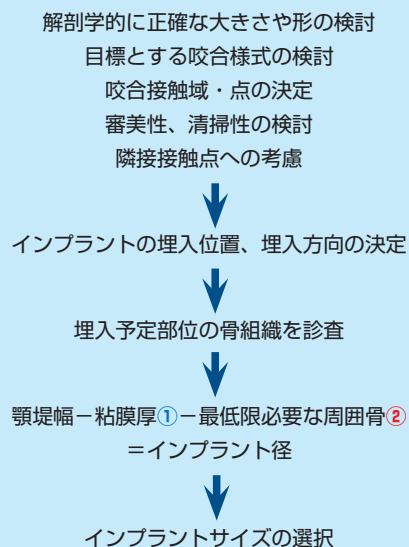 解剖学的に正確な大きさや形の検討
目標とする咬合様式の検討
咬合接触域・点の決定
審美性、清掃性の検討
隣接接触点への考慮
インプラントの埋入位置、埋入方向の決定
埋入予定部位の骨組織を診査
顎堤幅－粘膜厚①－最低限必要な周囲骨②
＝インプラント径
インプラントサイズの選択